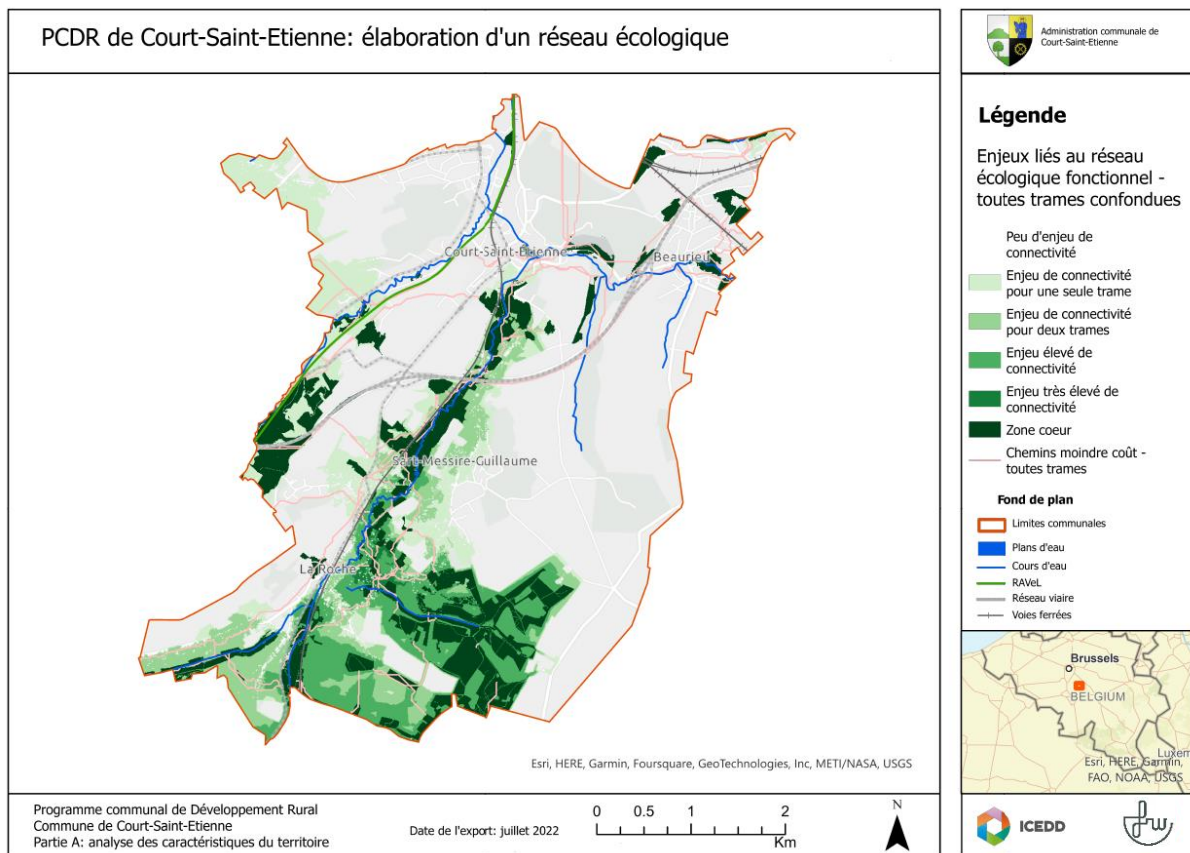 PCDR de Court-Saint-Etienne: élaboration d'un réseau écologique
Administration communale de
Court-Saint-Etienne
Légende
Enjeux liés au réseau
écologique fonctionnel -
toutes trames confondues
Peu d'enjeu de
connectivité
Enjeu de connectivité
pour une seule trame
Enjeu de connectivité
pour deux trames
Enjeu élevé de
connectivité
Enjeu très élevé de
connectivité
Zone coeur
Chemins moindre coût -
toutes trames
Fond de plan
Limites communales
Plans d'eau
Cours d'eau
RAVeL
Réseau viaire
Voies ferrées
Court-Saint-Etienne
Beaurieu
Sart-Messire-Guillaume
La Roche
Esri, HERE, Garmin, Foursquare, GeoTechnologies, Inc, METI/NASA, USGS
Brussels
BELGIUM
Luxem
Esri, HERE, Garmin,
FAO, NOAA, USGS
Programme communal de Développement Rural
Commune de Court-Saint-Etienne
Partie A: analyse des caractéristiques du territoire
Date de l'export: juillet 2022
0 0.5 1 2
Km
N
ICEDD